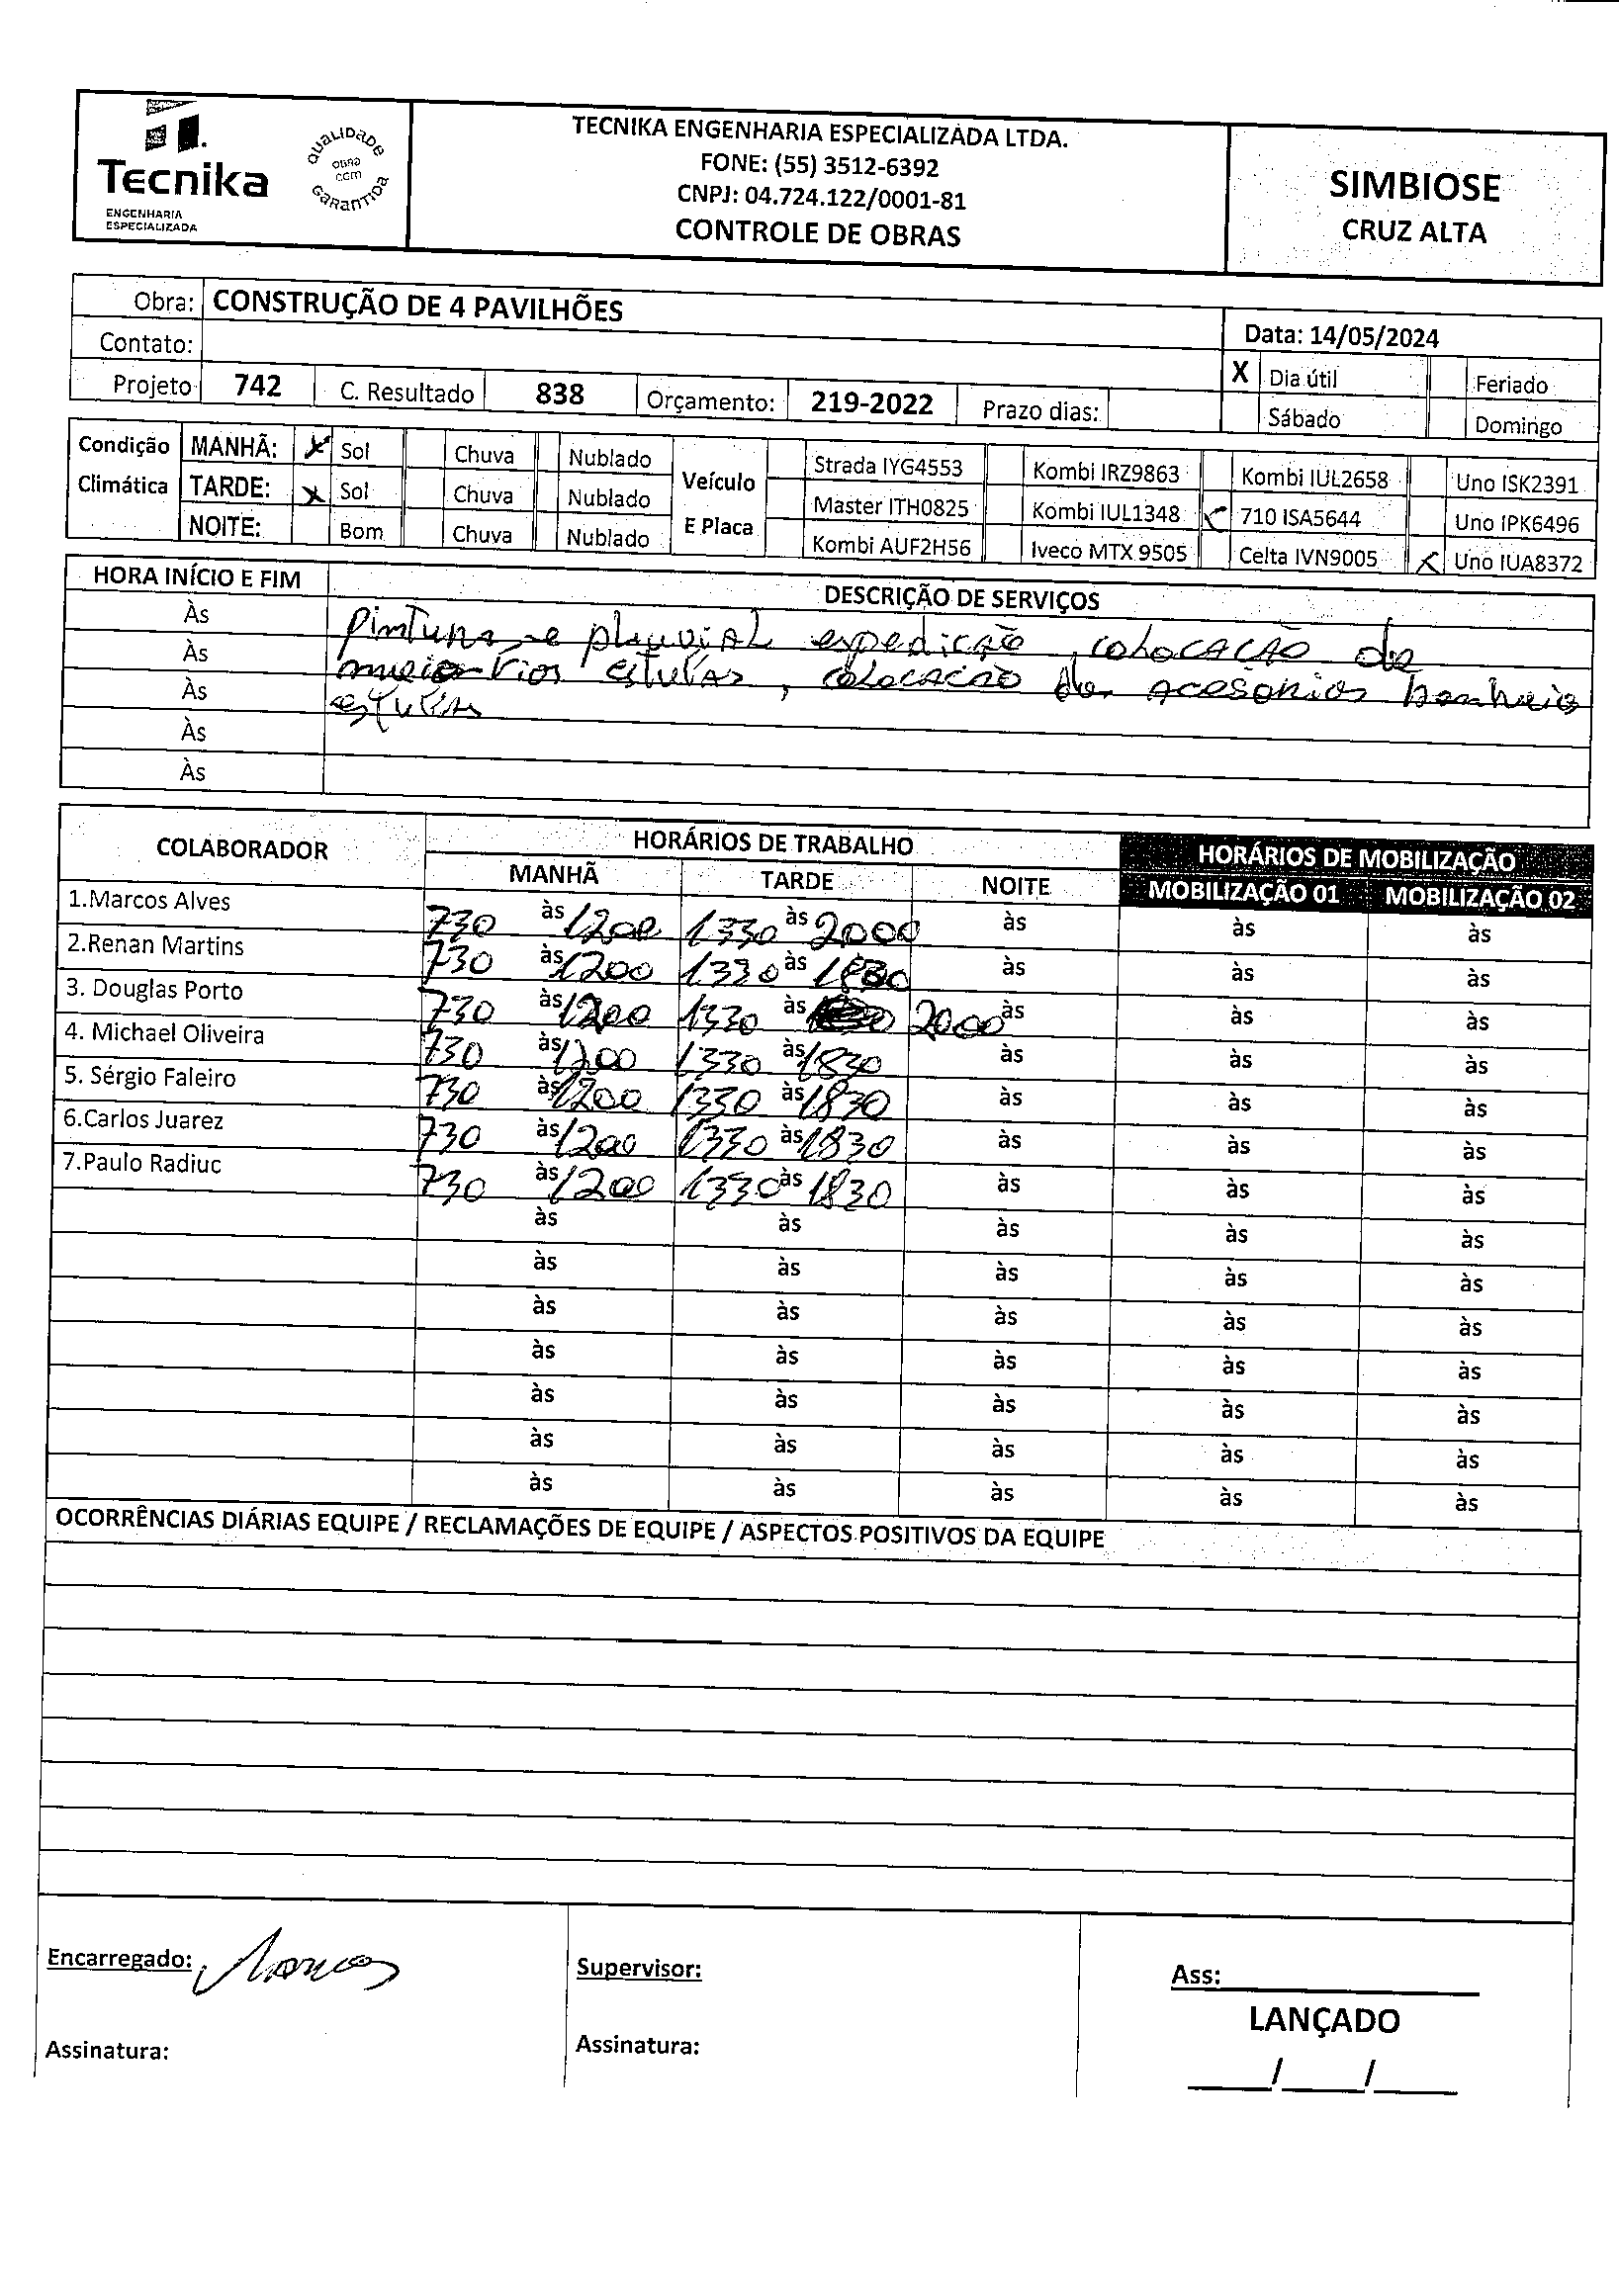 Tecnika
ENGENHARIA
ESPECIALIZADA
QUALIDADE
OBRA
COM
GARANTIDA
TECNIKA ENGENHARIA ESPECIALIZADA LTDA.
FONE: (55) 3512-6392
CNPJ: 04.724.122/0001-81
CONTROLE DE OBRAS
SIMBIOSE
CRUZ ALTA
Obra: CONSTRUÇÃO DE 4 PAVILHÕES
Contato:
Data: 14/05/2024
Projeto 742 C. Resultado 838 Orçamento: 219-2022 Prazo dias:
X Dia útil Feriado
Sábado Domingo
Condição Climática
MANHÃ: X Sol Chuva Nublado
TARDE: X Sol Chuva Nublado
NOITE: Bom Chuva Nublado
Veículo E Placa
Strada IYG4553 Kombi IRZ9863 Kombi IUL2658 Uno ISK2391
Master ITH0825 Kombi IUL1348 X 710 ISA5644 Uno IPK6496
Kombi AUF2H56 Iveco MTX 9505 Celta IVN9005 X Uno IUA8372
HORA INÍCIO E FIM DESCRIÇÃO DE SERVIÇOS
Às Pintura e pluvial expedição, colocação de
Às estufas, colocação de acesorios banheio
Às estufas
Às
Às
COLABORADOR HORÁRIOS DE TRABALHO HORÁRIOS DE MOBILIZAÇÃO
MANHÃ TARDE NOITE MOBILIZAÇÃO 01 MOBILIZAÇÃO 02
1.Marcos Alves 730 às 1200 1330 às 2000 às às às
2.Renan Martins 730 às 1200 1330 às 1830 às às às
3. Douglas Porto 730 às 1200 1330 às 2000 às às às
4. Michael Oliveira 730 às 1200 1330 às 1830 às às às
5. Sérgio Faleiro 730 às 1200 1330 às 1830 às às às
6.Carlos Juarez 730 às 1200 1330 às 1830 às às às
7.Paulo Radiuc 730 às 1200 1330 às 1830 às às às
às às às às às
às às às às às
às às às às às
às às às às às
às às às às às
às às às às às
às às às às às
OCORRÊNCIAS DIÁRIAS EQUIPE / RECLAMAÇÕES DE EQUIPE / ASPECTOS POSITIVOS DA EQUIPE
Encarregado: Marcos
Supervisor:
Ass:
LANÇADO
Assinatura:
Assinatura:
___/___/___